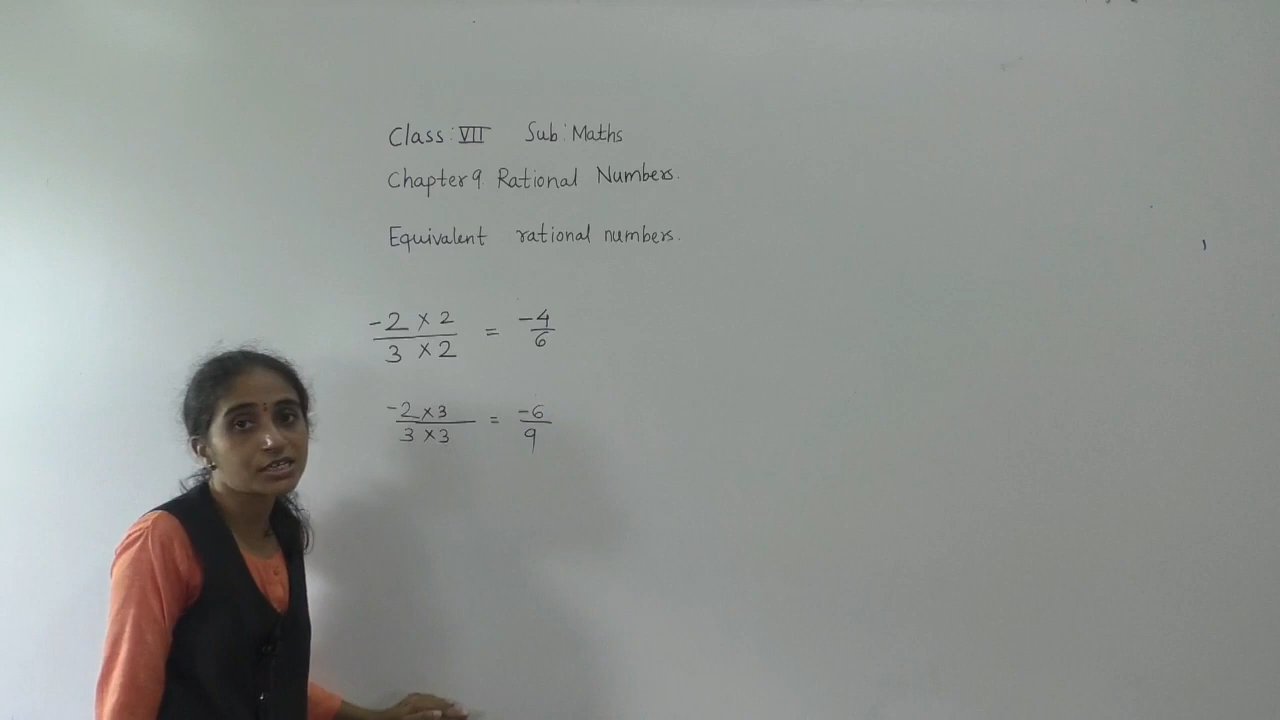 Class: VII Sub: Maths
Chapter 9. Rational Numbers.
Equivalent rational numbers.
-2 × 2 / 3 × 2 = -4 / 6
-2 × 3 / 3 × 3 = -6 / 9